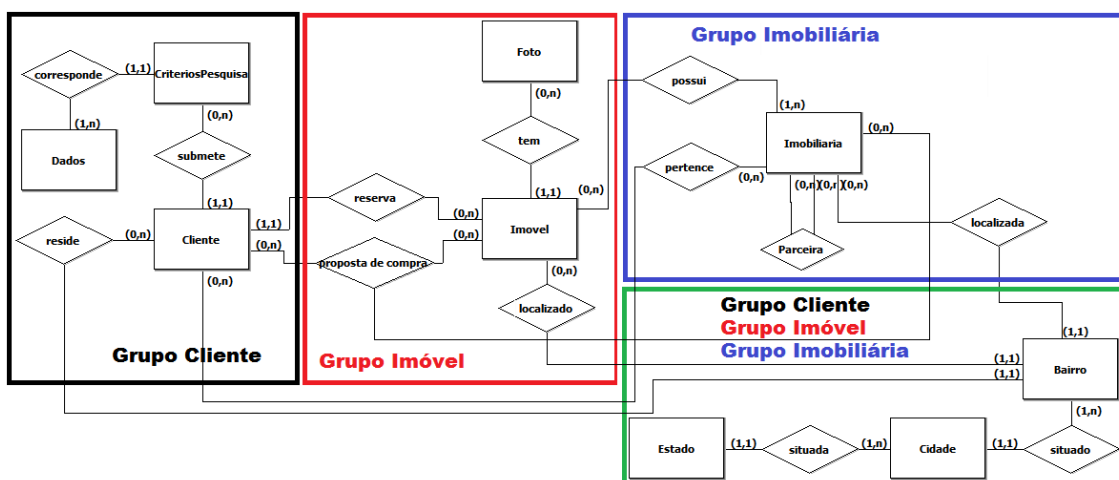 corresponde
(1,1)
CriteriosPesquisa
(0,n)
(1,n)
Dados
submete
(1,1)
reside
(0,n)
Cliente
(1,1)
(0,n)
(0,n)
Grupo Cliente
Foto
(0,n)
tem
(1,1)
(0,n)
reserva
(0,n)
Imovel
(0,n)
proposta de compra
(0,n)
localizado
Grupo Imóvel
Grupo Imobiliária
possui
(1,n)
(0,n)
Imobiliaria
pertence
(0,n)
(0,n)
(0,n)
(0,n)
Parceira
localizada
Grupo Cliente
Grupo Imóvel
Grupo Imobiliária
(1,1)
(1,1)
(1,1)
Bairro
(1,n)
Estado
(1,1)
situada
(1,n)
Cidade
(1,1)
situado